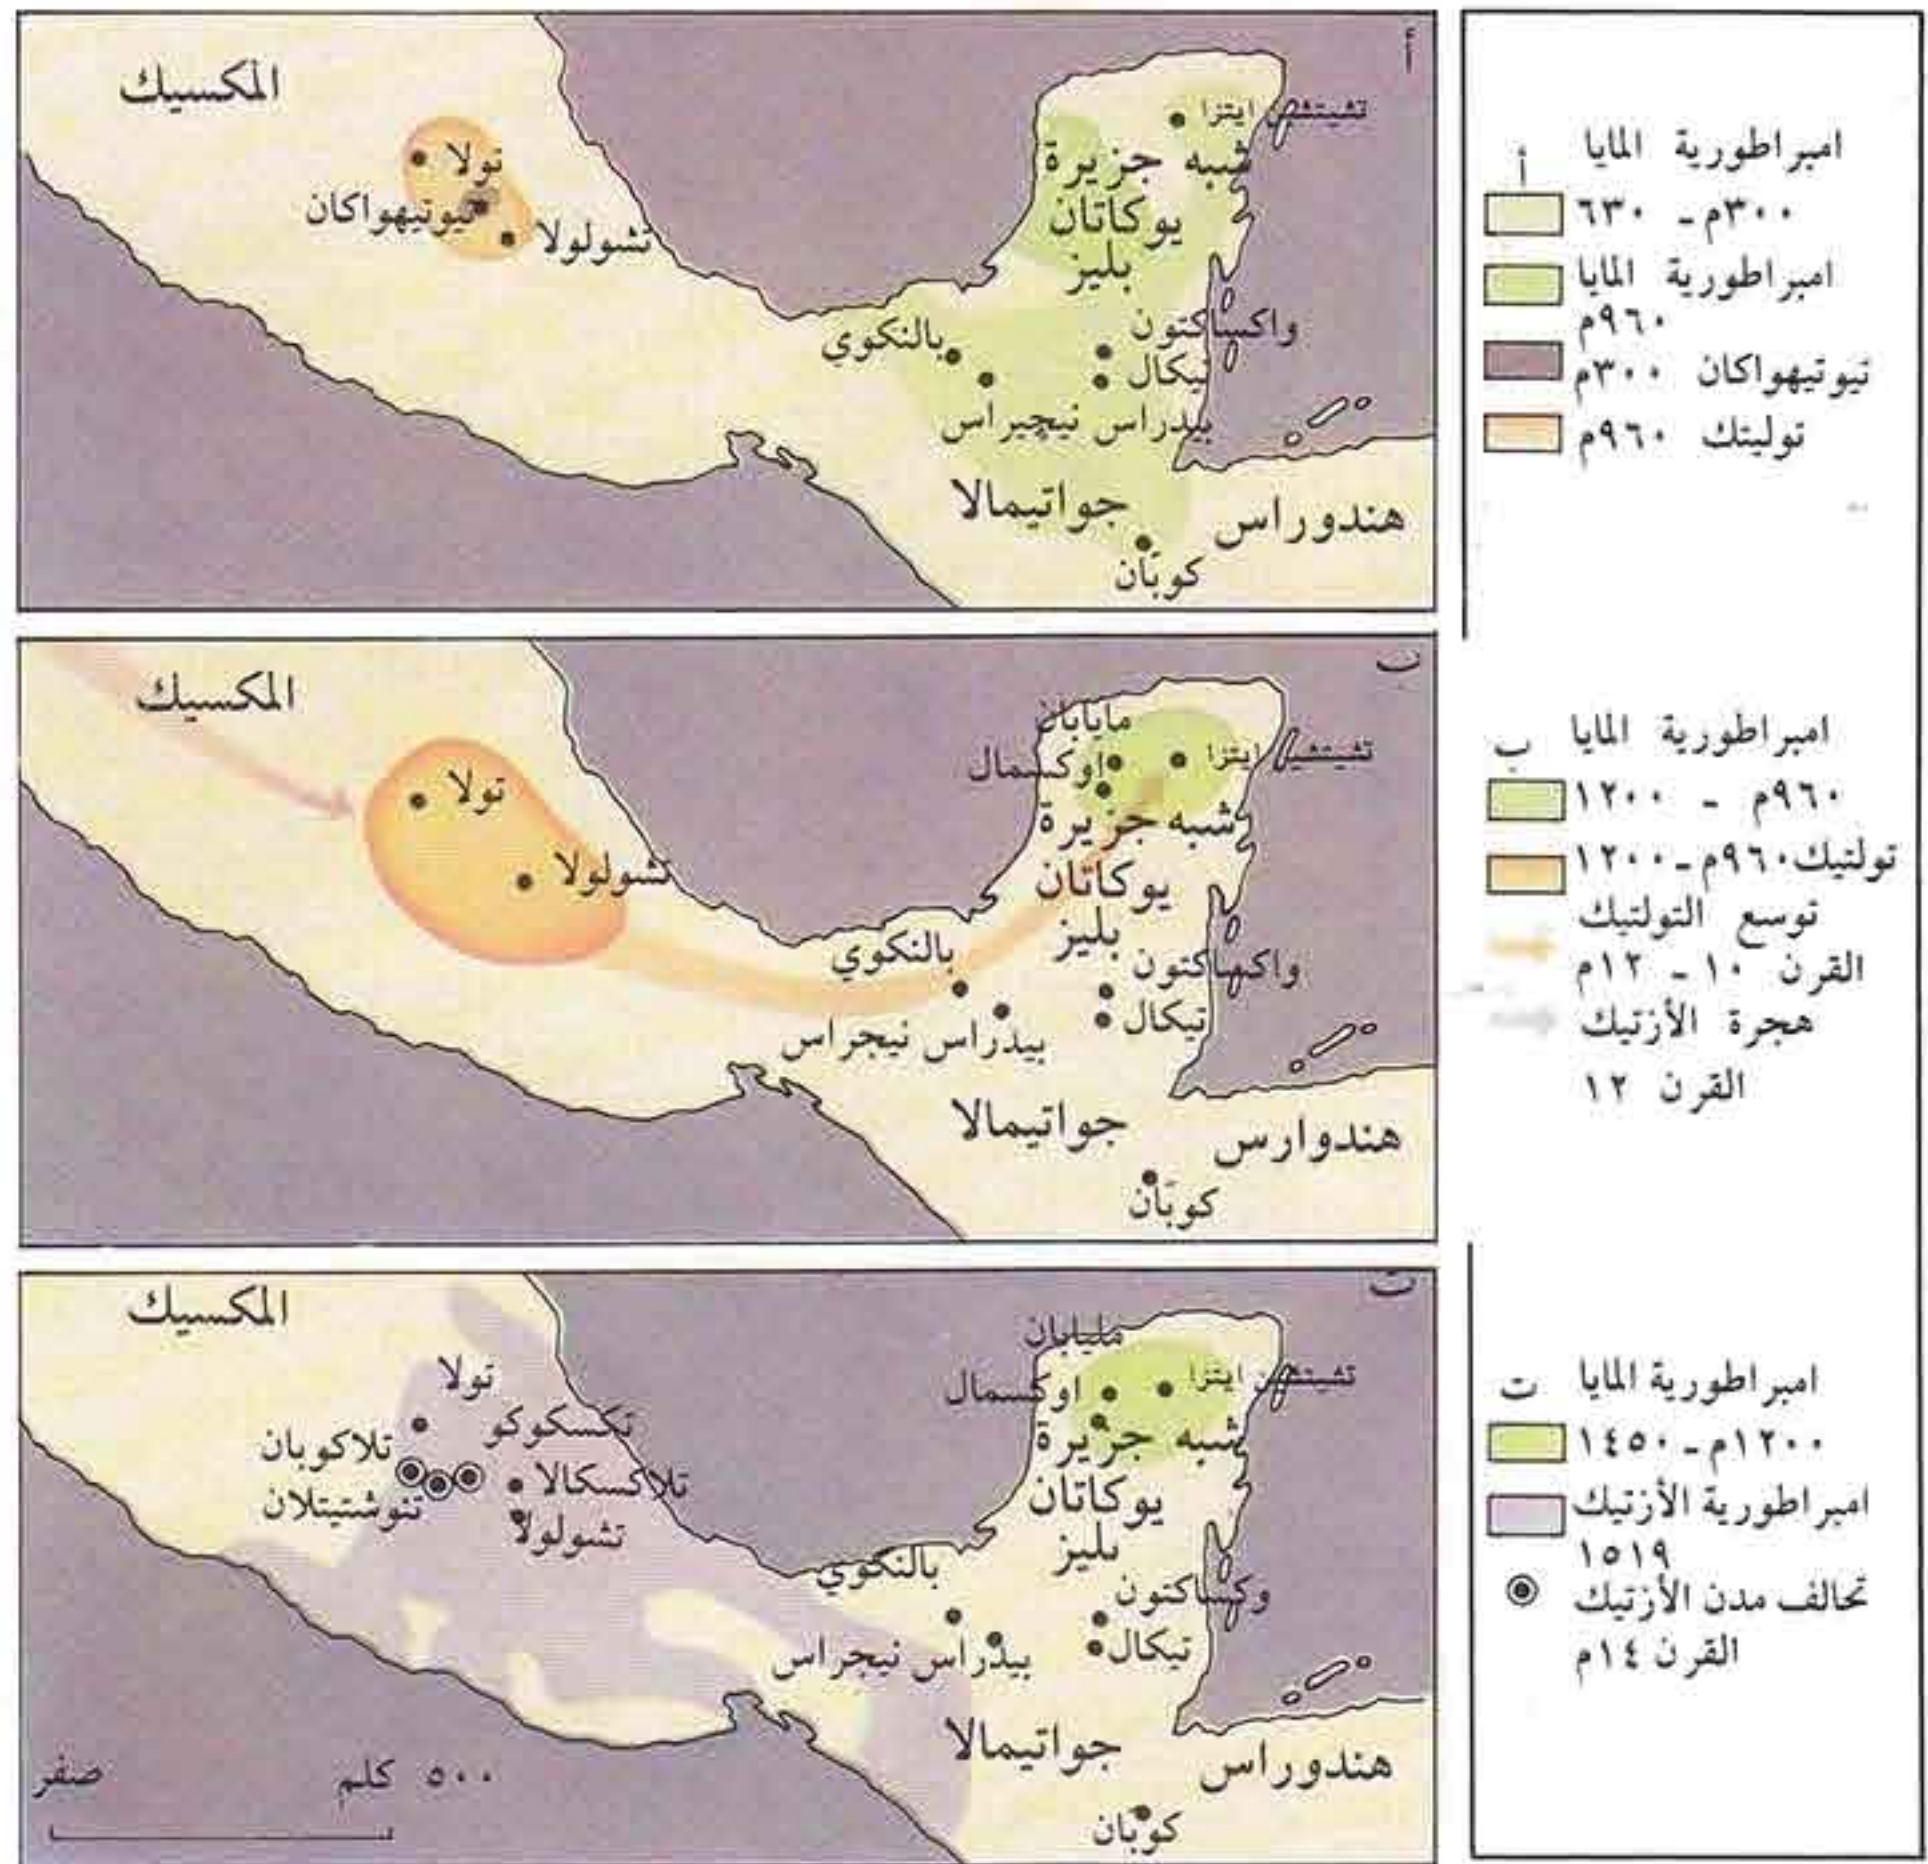 أ
المكسيك
تشيتشن ايتزا
شبه جزيرة
يوكاتان
بليز
تولا
تيوتيهواكان
تشولولا
واكساكتون
بالنكوي
تيكال
بيدراس نيجيراس
جواتيمالا
هندوراس
كوبان
امبراطورية المايا
أ
٣٠٠م - ٦٣٠
امبراطورية المايا
٩٦٠م
تيوتيهواكان ٣٠٠م
توليتك ٩٦٠م
ب
المكسيك
مايابان
تشيتشن ايتزا
اوكسمال
شبه جزيرة
يوكاتان
بليز
تولا
تشولولا
واكساكتون
بالنكوي
تيكال
بيدراس نيجراس
جواتيمالا
هندوارس
كوبان
امبراطورية المايا
ب
٩٦٠م - ١٢٠٠
تولتيك ٩٦٠م - ١٢٠٠
توسع التولتيك
القرن ١٠ - ١٢م
هجرة الأزتيك
القرن ١٢
ت
المكسيك
مليابان
تشيتشن ايتزا
اوكسمال
شبه جزيرة
يوكاتان
بليز
تولا
تكسكوكو
تلاكوبان
تلاكسكالا
تنوشتيتلان
تشولولا
وكساكتون
بالنكوي
تيكال
بيدراس نيجراس
جواتيمالا
هندوراس
كوبان
صفر ٥٠٠ كلم
امبراطورية المايا
ت
١٢٠٠م - ١٤٥٠
امبراطورية الأزتيك
١٥١٩
تحالف مدن الأزتيك
القرن ١٤م